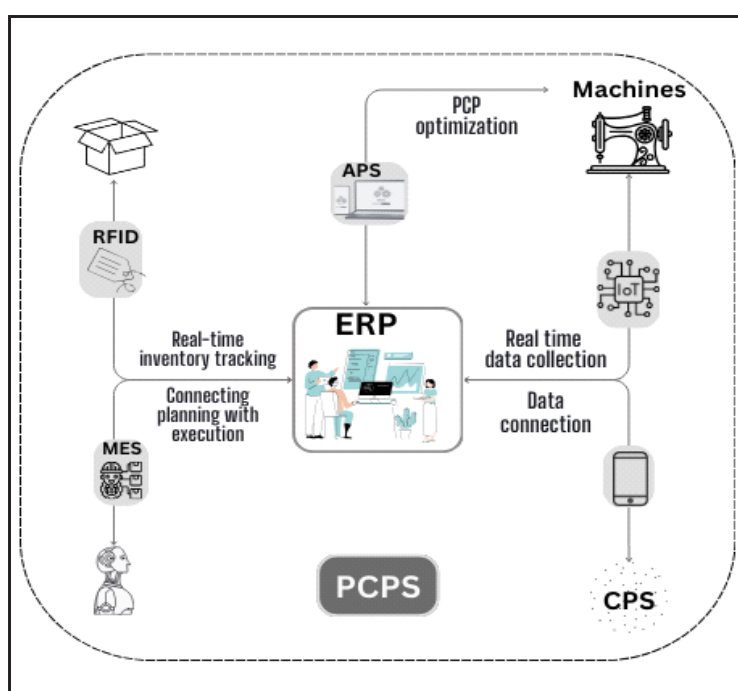 Machines
PCP
optimization
APS
RFID
IoT
ERP
Real-time
inventory tracking
Real time
data collection
Connecting
planning with
execution
Data
connection
MES
PCPS
CPS